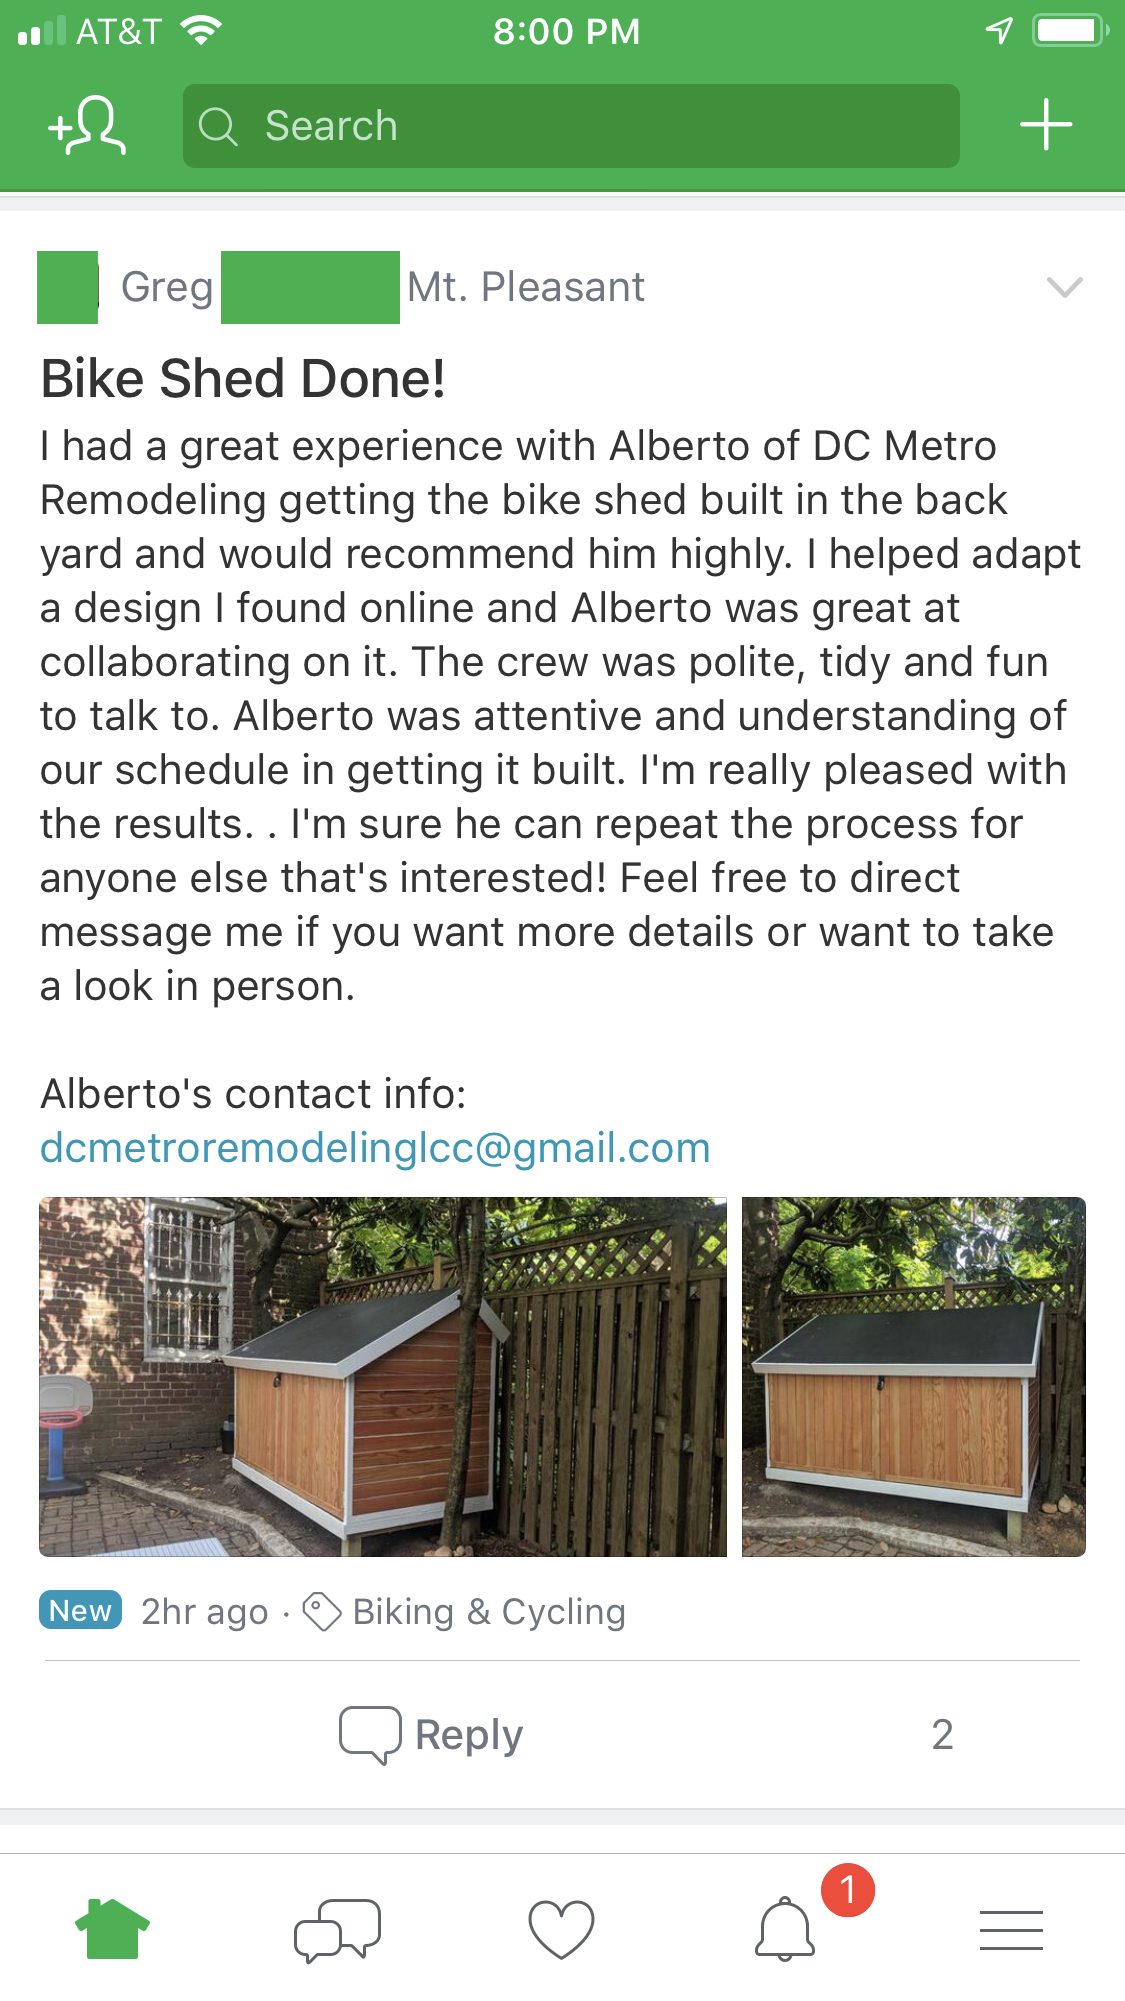 AT&T 8:00 PM
Search
Greg Mt. Pleasant
Bike Shed Done!
I had a great experience with Alberto of DC Metro
Remodeling getting the bike shed built in the back
yard and would recommend him highly. I helped adapt
a design I found online and Alberto was great at
collaborating on it. The crew was polite, tidy and fun
to talk to. Alberto was attentive and understanding of
our schedule in getting it built. I'm really pleased with
the results. . I'm sure he can repeat the process for
anyone else that's interested! Feel free to direct
message me if you want more details or want to take
a look in person.
Alberto's contact info:
dcmetroremodelinglcc@gmail.com
New 2hr ago · Biking & Cycling
Reply 2
1